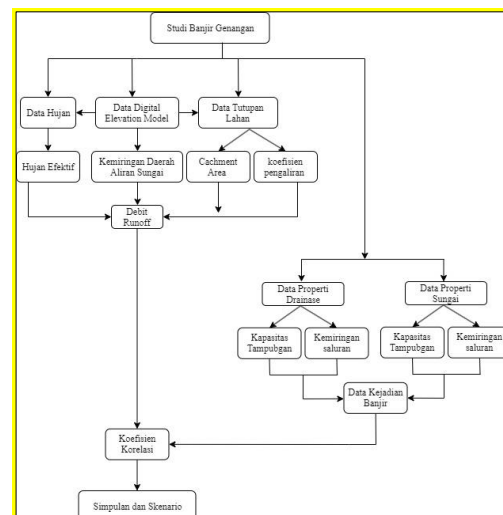 Studi Banjir Genangan
Data Hujan
Data Digital
Elevation Model
Data Tutupan
Lahan
Hujan Efektif
Kemiringan Daerah
Aliran Sungai
Cachment
Area
koefisien
pengaliran
Debit
Runoff
Data Properti
Drainase
Data Properti
Sungai
Kapasitas
Tampubgan
Kemiringan
saluran
Kapasitas
Tampubgan
Kemiringan
saluran
Data Kejadian
Banjir
Koefisien
Korelasi
Simpulan dan Skenario